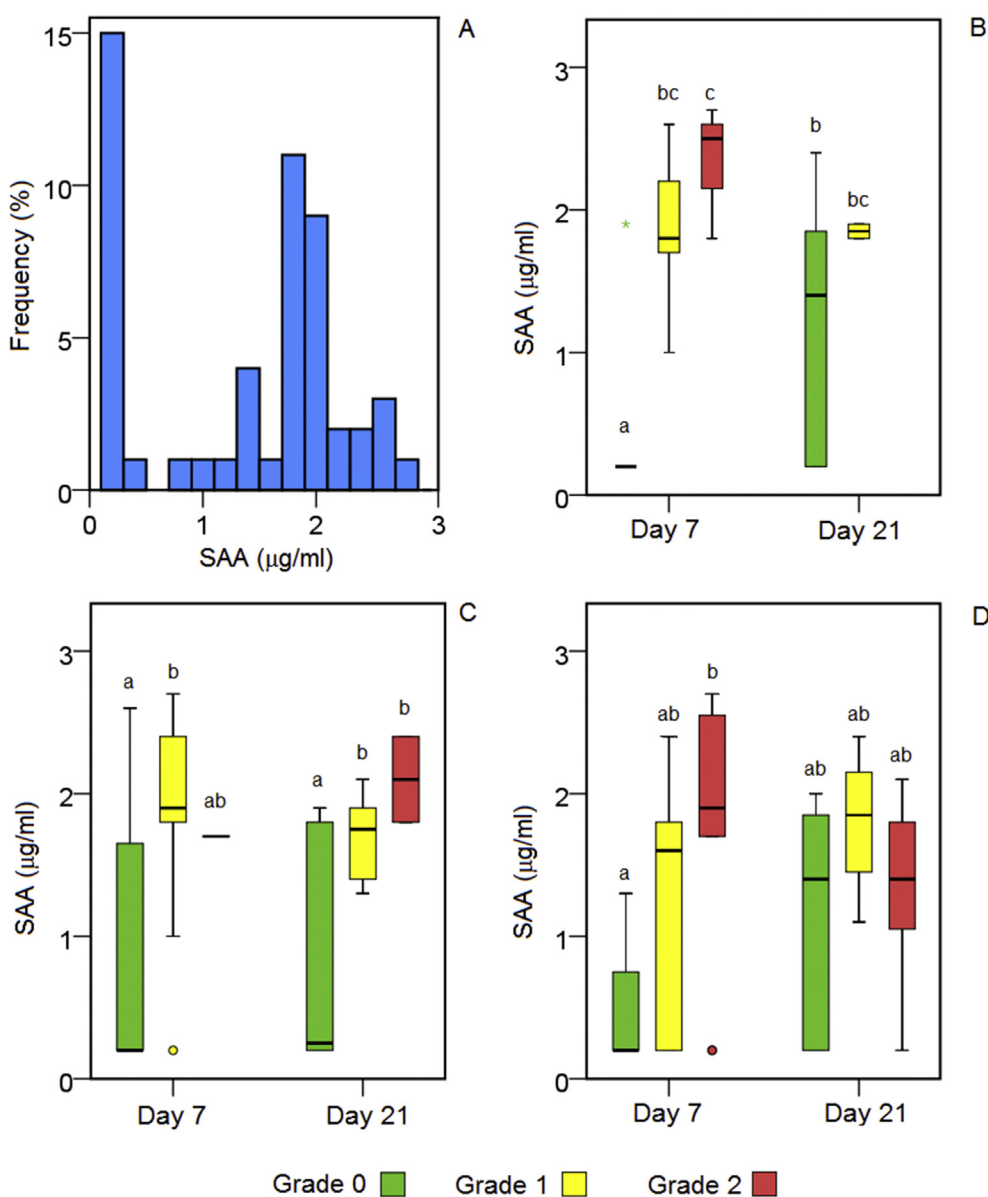 A
15
10
5
0
Frequency (%)
0 1 2 3
SAA (μg/ml)
B
3
2
1
0
SAA (μg/ml)
bc c
b
bc
*
a
Day 7 Day 21
C
3
2
1
0
SAA (μg/ml)
a b
ab
a b b
Day 7 Day 21
D
3
2
1
0
SAA (μg/ml)
a ab b
ab ab ab
Day 7 Day 21
Grade 0 Grade 1 Grade 2